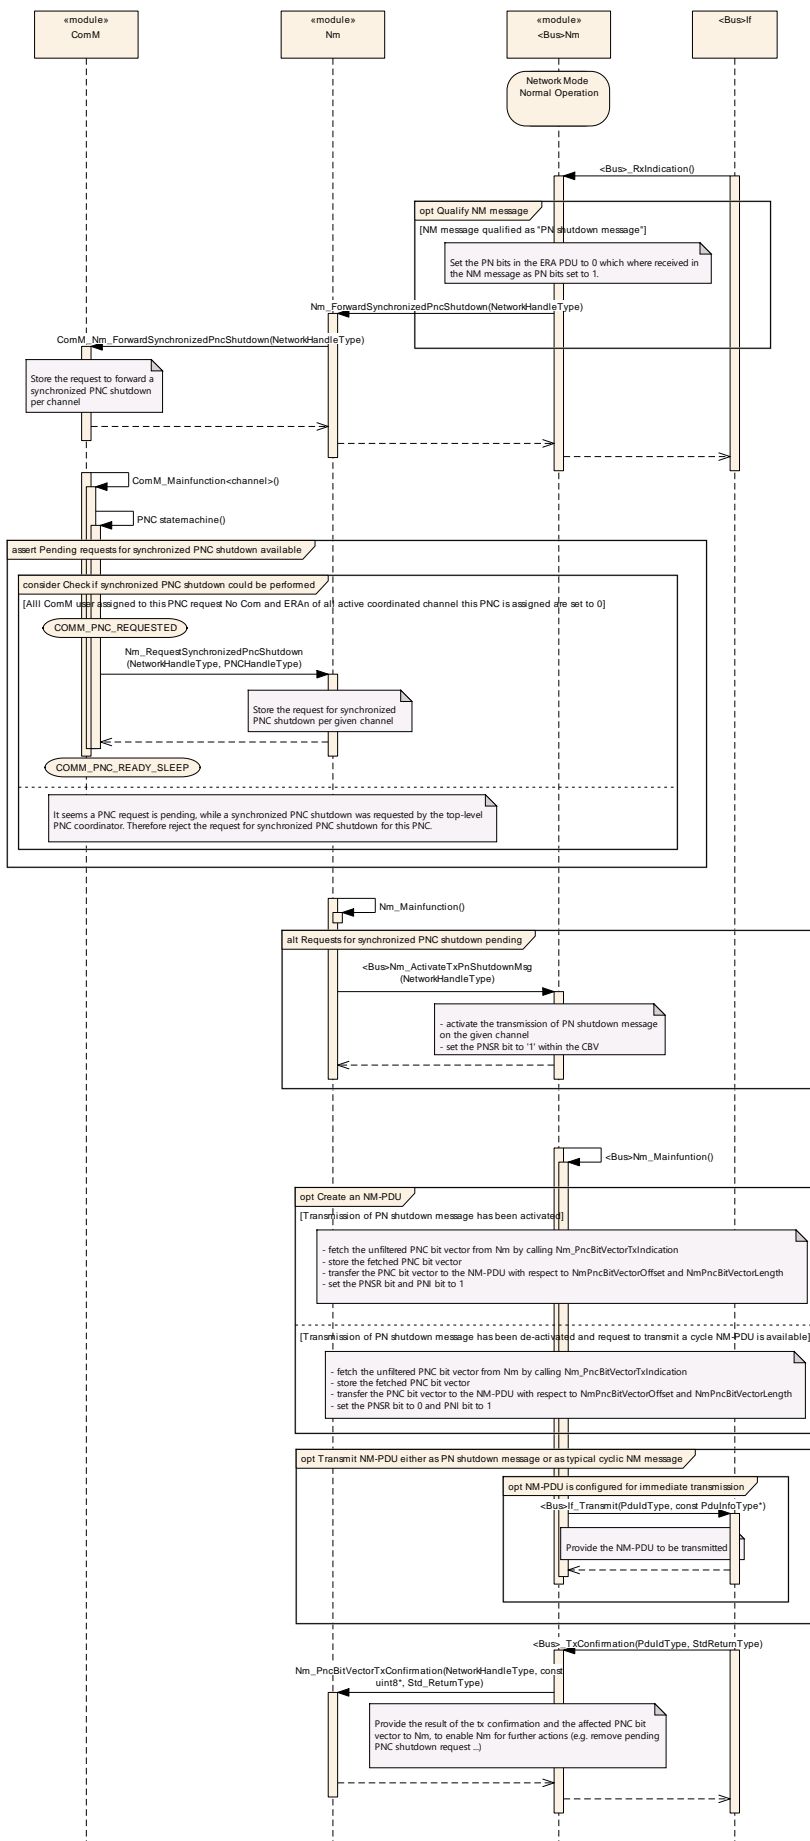 «module»
ComM
«module»
Nm
«module»
<Bus>Nm
<Bus>If
Network Mode
Normal Operation
<Bus>_RxIndication()
opt Qualify NM message
[NM message qualified as "PN shutdown message"]
Set the PN bits in the ERA PDU to 0 which where received in
the NM message as PN bits set to 1.
Nm_ForwardSynchronizedPncShutdown(NetworkHandleType)
ComM_Nm_ForwardSynchronizedPncShutdown(NetworkHandleType)
Store the request to forward a
synchronized PNC shutdown
per channel
ComM_Mainfunction<channel>()
PNC statemachine()
assert Pending requests for synchronized PNC shutdown available
consider Check if synchronized PNC shutdown could be performed
[Alll ComM user assigned to this PNC request No Com and ERAn of all active coordinated channel this PNC is assigned are set to 0]
COMM_PNC_REQUESTED
Nm_RequestSynchronizedPncShutdown
(NetworkHandleType, PNCHandleType)
Store the request for synchronized
PNC shutdown per given channel
COMM_PNC_READY_SLEEP
It seems a PNC request is pending, while a synchronized PNC shutdown was requested by the top-level
PNC coordinator. Therefore reject the request for synchronized PNC shutdown for this PNC.
Nm_Mainfunction()
alt Requests for synchronized PNC shutdown pending
<Bus>Nm_ActivateTxPnShutdownMsg
(NetworkHandleType)
- activate the transmission of PN shutdown message
on the given channel
- set the PNSR bit to '1' within the CBV
<Bus>Nm_Mainfuntion()
opt Create an NM-PDU
[Transmission of PN shutdown message has been activated]
- fetch the unfiltered PNC bit vector from Nm by calling Nm_PncBitVectorTxIndication
- store the fetched PNC bit vector
- transfer the PNC bit vector to the NM-PDU with respect to NmPncBitVectorOffset and NmPncBitVectorLength
- set the PNSR bit and PNI bit to 1
[Transmission of PN shutdown message has been de-activated and request to transmit a cycle NM-PDU is available]
- fetch the unfiltered PNC bit vector from Nm by calling Nm_PncBitVectorTxIndication
- store the fetched PNC bit vector
- transfer the PNC bit vector to the NM-PDU with respect to NmPncBitVectorOffset and NmPncBitVectorLength
- set the PNSR bit to 0 and PNI bit to 1
opt Transmit NM-PDU either as PN shutdown message or as typical cyclic NM message
opt NM-PDU is configured for immediate transmission
<Bus>If_Transmit(PduIdType, const PduInfoType*)
Provide the NM-PDU to be transmitted
<Bus>_TxConfirmation(PduIdType, StdReturnType)
Nm_PncBitVectorTxConfirmation(NetworkHandleType, const
uint8*, Std_ReturnType)
Provide the result of the tx confirmation and the affected PNC bit
vector to Nm, to enable Nm for further actions (e.g. remove pending
PNC shutdown request ...)